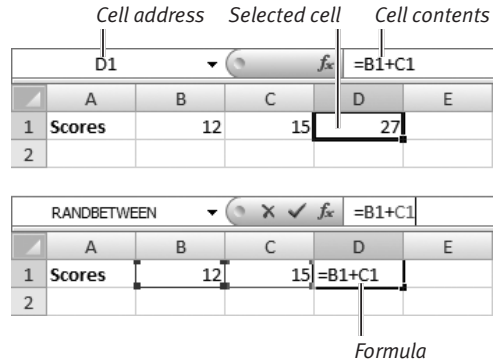 Cell address Selected cell Cell contents
D1 fx =B1+C1
A B C D E
1 Scores 12 15 27
2
RANDBETWEEN fx =B1+C1
A B C D E
1 Scores 12 15 =B1+C1
2
Formula